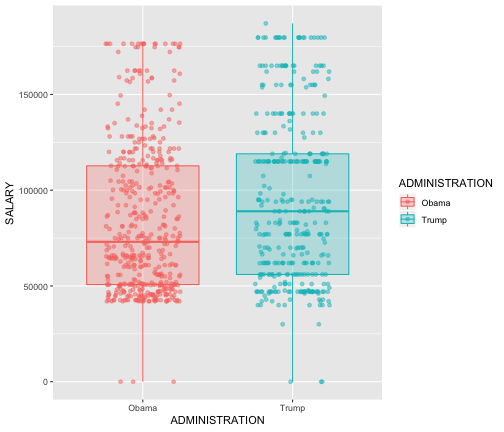 SALARY
150000
100000
50000
0
Obama
Trump
ADMINISTRATION
ADMINISTRATION
Obama
Trump